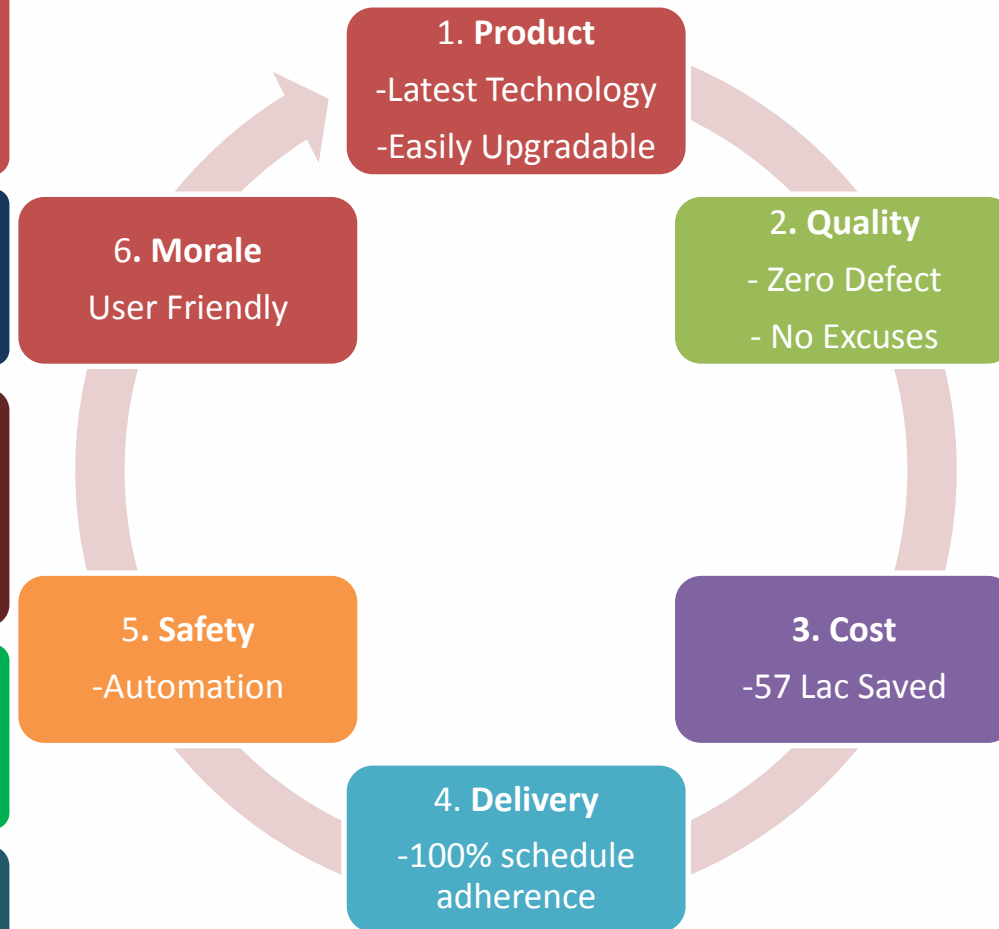 1. Product
-Latest Technology
-Easily Upgradable
2. Quality
- Zero Defect
- No Excuses
3. Cost
-57 Lac Saved
4. Delivery
-100% schedule
adherence
5. Safety
-Automation
6. Morale
User Friendly